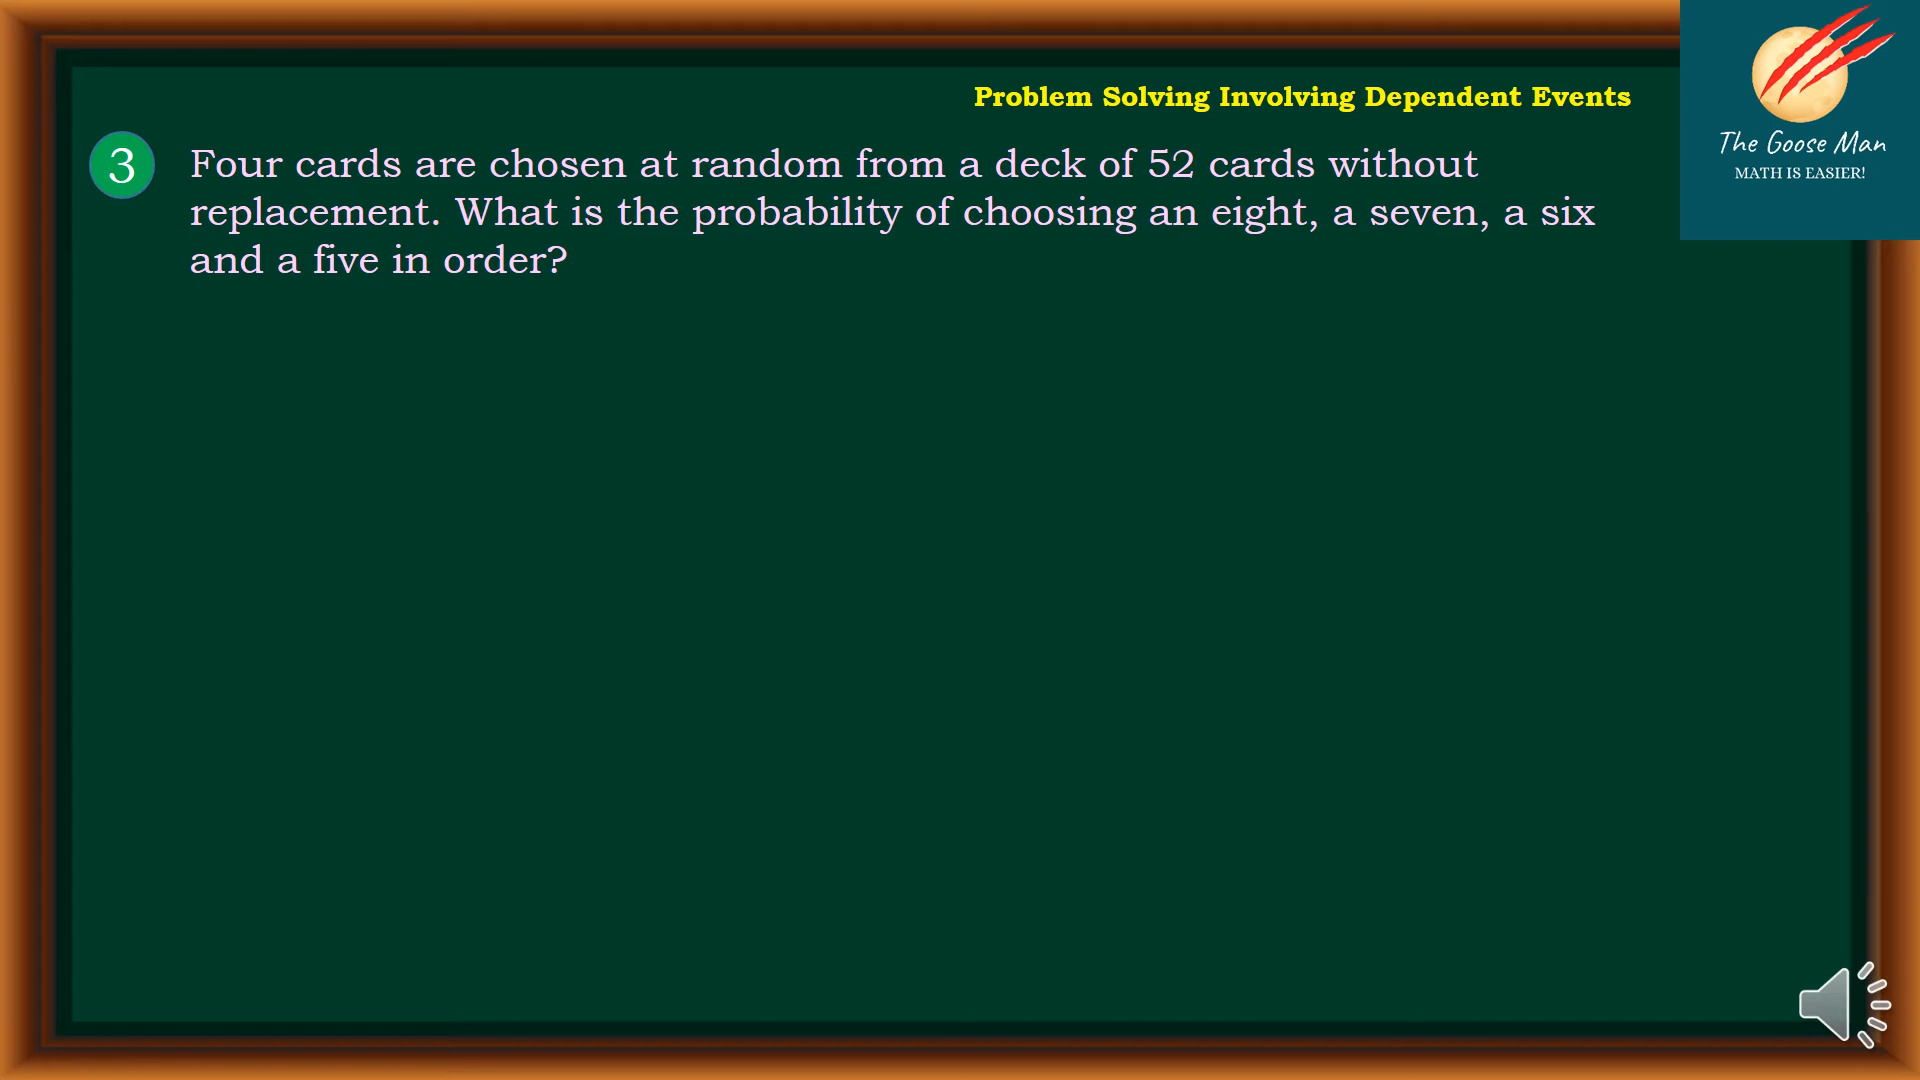 Problem Solving Involving Dependent Events
The Goose Man
MATH IS EASIER!
3
Four cards are chosen at random from a deck of 52 cards without
replacement. What is the probability of choosing an eight, a seven, a six
and a five in order?